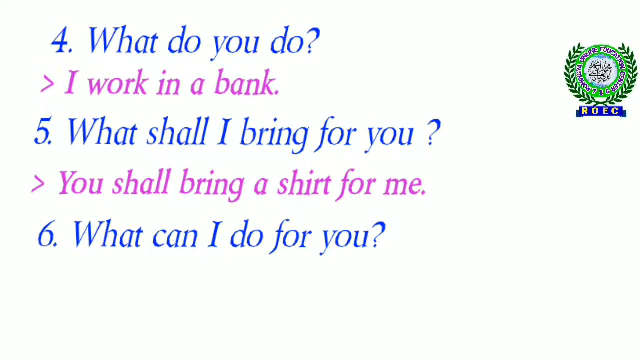 4. What do you do?
> I work in a bank.
5. What shall I bring for you ?
> You shall bring a shirt for me.
6. What can I do for you?
R O E C